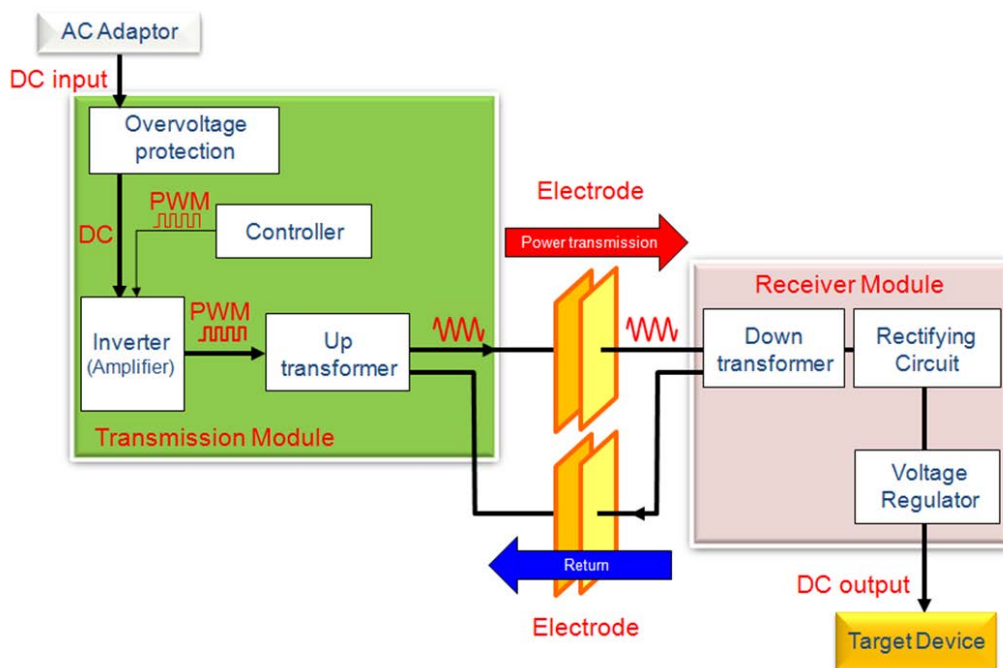 AC Adaptor
DC input
Overvoltage
protection
PWM
DC
Controller
Inverter
(Amplifier)
PWM
Up
transformer
Transmission Module
Electrode
Power transmission
Return
Electrode
Receiver Module
Down
transformer
Rectifying
Circuit
Voltage
Regulator
DC output
Target Device